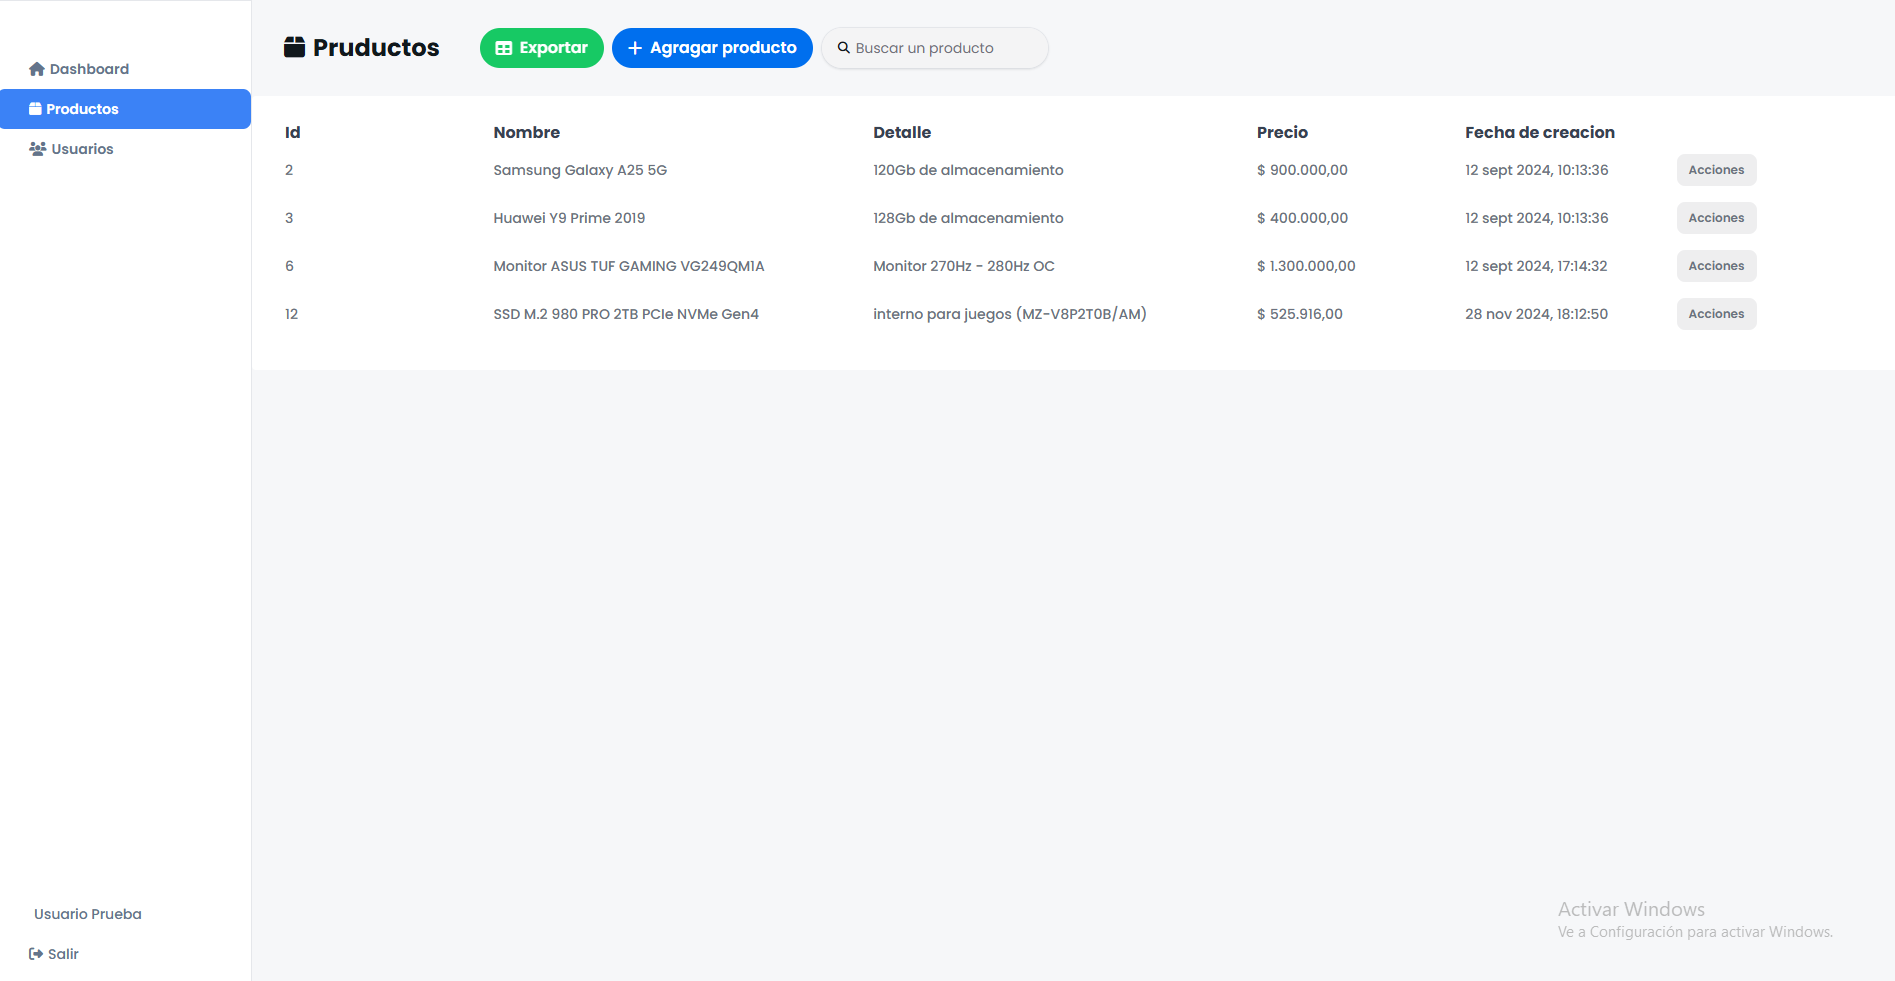 Dashboard
Productos
Usuarios
Usuario Prueba
Salir
Pruductos
Exportar
Agragar producto
Buscar un producto
Id Nombre Detalle Precio Fecha de creacion
2 Samsung Galaxy A25 5G 120Gb de almacenamiento $ 900.000,00 12 sept 2024, 10:13:36 Acciones
3 Huawei Y9 Prime 2019 128Gb de almacenamiento $ 400.000,00 12 sept 2024, 10:13:36 Acciones
6 Monitor ASUS TUF GAMING VG249QM1A Monitor 270Hz - 280Hz OC $ 1.300.000,00 12 sept 2024, 17:14:32 Acciones
12 SSD M.2 980 PRO 2TB PCIe NVMe Gen4 interno para juegos (MZ-V8P2T0B/AM) $ 525.916,00 28 nov 2024, 18:12:50 Acciones
Activar Windows
Ve a Configuración para activar Windows.